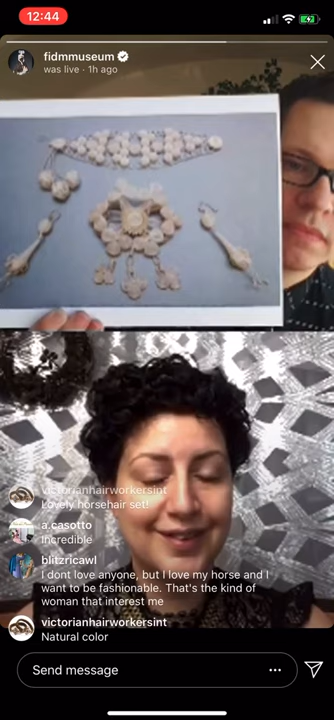 12:44
fidmmuseum
was live · 1h ago
victorianhairworkersint
Lovely horsehair set!
a.casotto
Incredible
blitzricawl
I dont love anyone, but I love my horse and I
want to be fashionable. That's the kind of
woman that interest me
victorianhairworkersint
Natural color
Send message